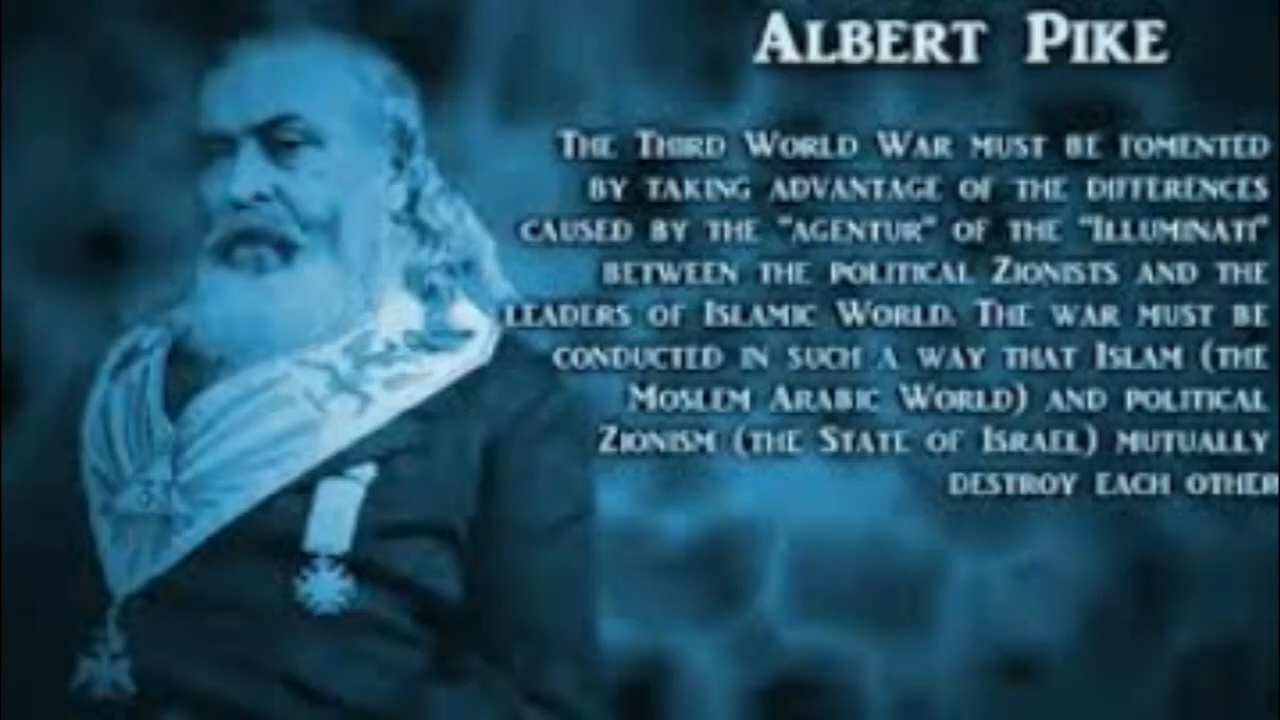 ALBERT PIKE
THE THIRD WORLD WAR MUST BE FOMENTED
BY TAKING ADVANTAGE OF THE DIFFERENCES
CAUSED BY THE "AGENTUR" OF THE "ILLUMINATI"
BETWEEN THE POLITICAL ZIONISTS AND THE
LEADERS OF ISLAMIC WORLD. THE WAR MUST BE
CONDUCTED IN SUCH A WAY THAT ISLAM (THE
MOSLEM ARABIC WORLD) AND POLITICAL
ZIONISM (THE STATE OF ISRAEL) MUTUALLY
DESTROY EACH OTHER
33